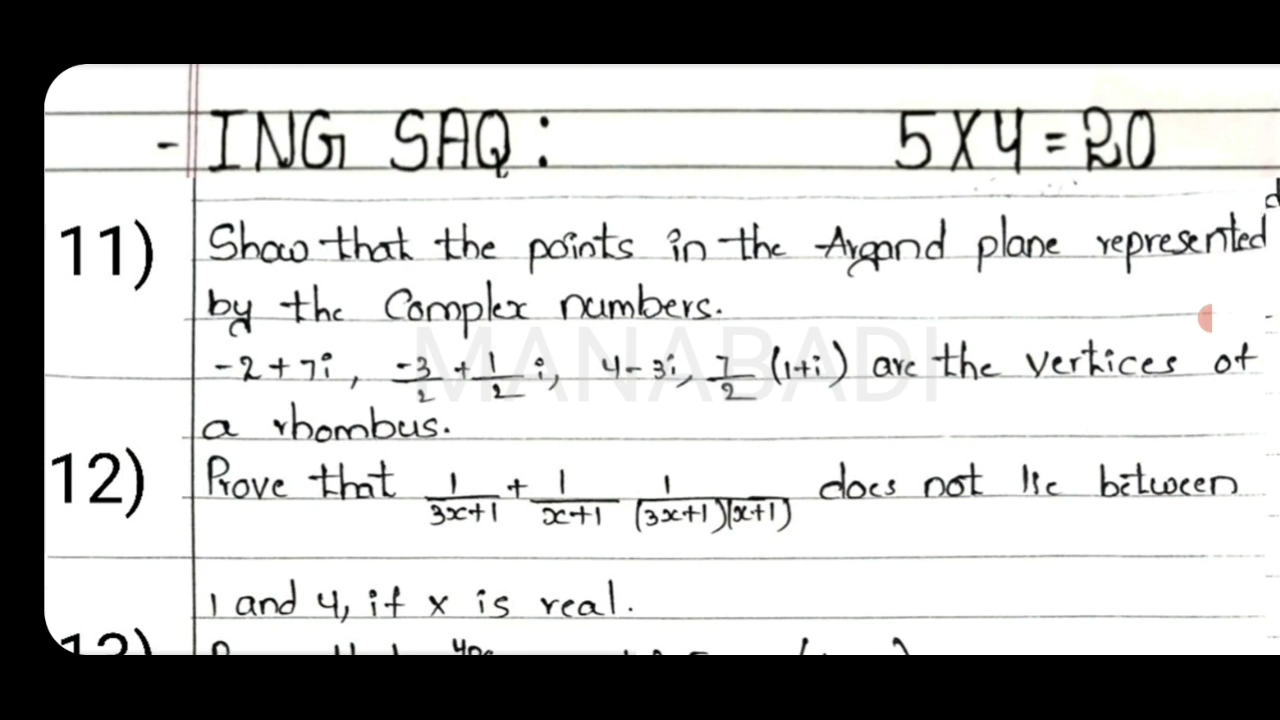 - ING SAQ: 5X4=20
11) Show that the points in the Argand plane represented
by the Complex numbers.
-2+7i, -3/2 + 1/2 i, 4-3i, 7/2 (1+i) are the vertices of
a rhombus.
12) Prove that 1/3x+1 + 1/x+1 1/(3x+1)(x+1) does not lie between
1 and 4, if x is real.
MANABADI